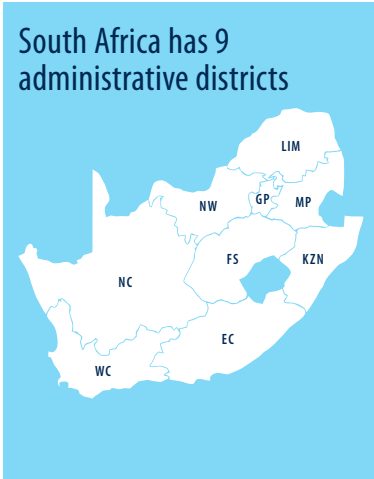 South Africa has 9
administrative districts
LIM
GP
MP
NW
FS
KZN
NC
EC
WC